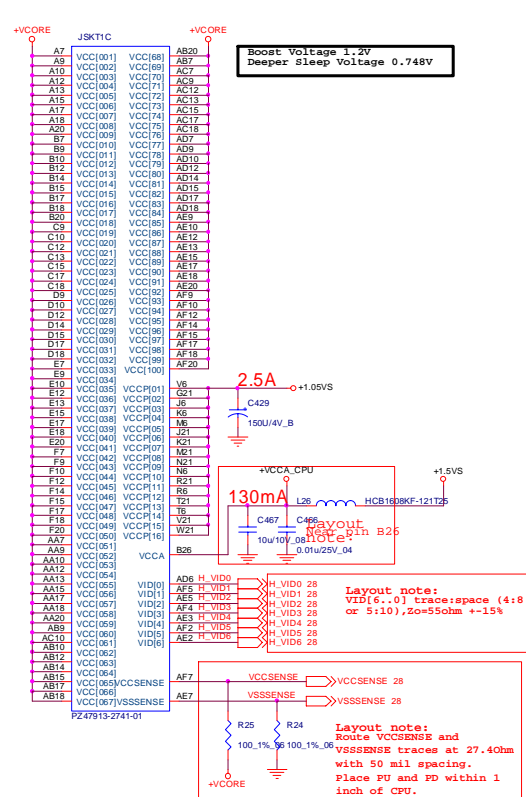 +VCORE +VCORE
JSKT1C
Boost Voltage 1.2V
Deeper Sleep Voltage 0.748V
A7 VCC[001] VCC[68] AB20
A9 VCC[002] VCC[69] AB7
A10 VCC[003] VCC[70] AC7
A12 VCC[004] VCC[71] AC9
A13 VCC[005] VCC[72] AC12
A15 VCC[006] VCC[73] AC13
A17 VCC[007] VCC[74] AC15
A18 VCC[008] VCC[75] AC17
A20 VCC[009] VCC[76] AC18
B7 VCC[010] VCC[77] AD7
B9 VCC[011] VCC[78] AD9
B10 VCC[012] VCC[79] AD10
B12 VCC[013] VCC[80] AD12
B14 VCC[014] VCC[81] AD14
B15 VCC[015] VCC[82] AD15
B17 VCC[016] VCC[83] AD17
B18 VCC[017] VCC[84] AD18
B20 VCC[018] VCC[85] AE9
C9 VCC[019] VCC[86] AE10
C10 VCC[020] VCC[87] AE12
C12 VCC[021] VCC[88] AE13
C13 VCC[022] VCC[89] AE15
C15 VCC[023] VCC[90] AE17
C17 VCC[024] VCC[91] AE18
C18 VCC[025] VCC[92] AE20
D9 VCC[026] VCC[93] AF9
D10 VCC[027] VCC[94] AF10
D12 VCC[028] VCC[95] AF12
D14 VCC[029] VCC[96] AF14
D15 VCC[030] VCC[97] AF15
D17 VCC[031] VCC[98] AF17
D18 VCC[032] VCC[99] AF18
E7 VCC[033] VCC[100] AF20
E9 VCC[034]
E10 VCC[035] VCCP[01] V6
E12 VCC[036] VCCP[02] G21
E13 VCC[037] VCCP[03] J6
E15 VCC[038] VCCP[04] K6
E17 VCC[039] VCCP[05] M6
E18 VCC[040] VCCP[06] J21
E20 VCC[041] VCCP[07] K21
F7 VCC[042] VCCP[08] M21
F9 VCC[043] VCCP[09] N21
F10 VCC[044] VCCP[10] N6
F12 VCC[045] VCCP[11] R21
F14 VCC[046] VCCP[12] R6
F15 VCC[047] VCCP[13] T21
F17 VCC[048] VCCP[14] T6
F18 VCC[049] VCCP[15] V21
F20 VCC[050] VCCP[16] W21
AA7 VCC[051]
AA9 VCC[052] VCCA B26
AA10 VCC[053]
AA12 VCC[054]
AA13 VCC[055] VID[0] AD6 H_VID0 H_VID0 28
AA15 VCC[056] VID[1] AF5 H_VID1 H_VID1 28
AA17 VCC[057] VID[2] AE5 H_VID2 H_VID2 28
AA18 VCC[058] VID[3] AF4 H_VID3 H_VID3 28
AA20 VCC[059] VID[4] AE3 H_VID4 H_VID4 28
AB9 VCC[060] VID[5] AF2 H_VID5 H_VID5 28
AC10 VCC[061] VID[6] AE2 H_VID6 H_VID6 28
AB10 VCC[062]
AB12 VCC[063]
AB14 VCC[064]
AB15 VCC[065] VCCSENSE AF7 VCCSENSE VCCSENSE 28
AB17 VCC[066]
AB18 VCC[067] VSSSENSE AE7 VSSSENSE VSSSENSE 28
PZ47913-2741-01
2.5A
+1.05VS
C429
150U/4V_B
+VCCA_CPU
+1.5VS
130mA
L26
HCB1608KF-121T25
C467
10u/10V_08
C466
0.01u/25V_04
Layout note:
Near pin B26
Layout note:
VID[6..0] trace:space (4:8
or 5:10),Zo=55ohm +-15%
R25
100_1%_06
R24
100_1%_06
+VCORE
Layout note:
Route VCCSENSE and
VSSSENSE traces at 27.4Ohm
with 50 mil spacing.
Place PU and PD within 1
inch of CPU.